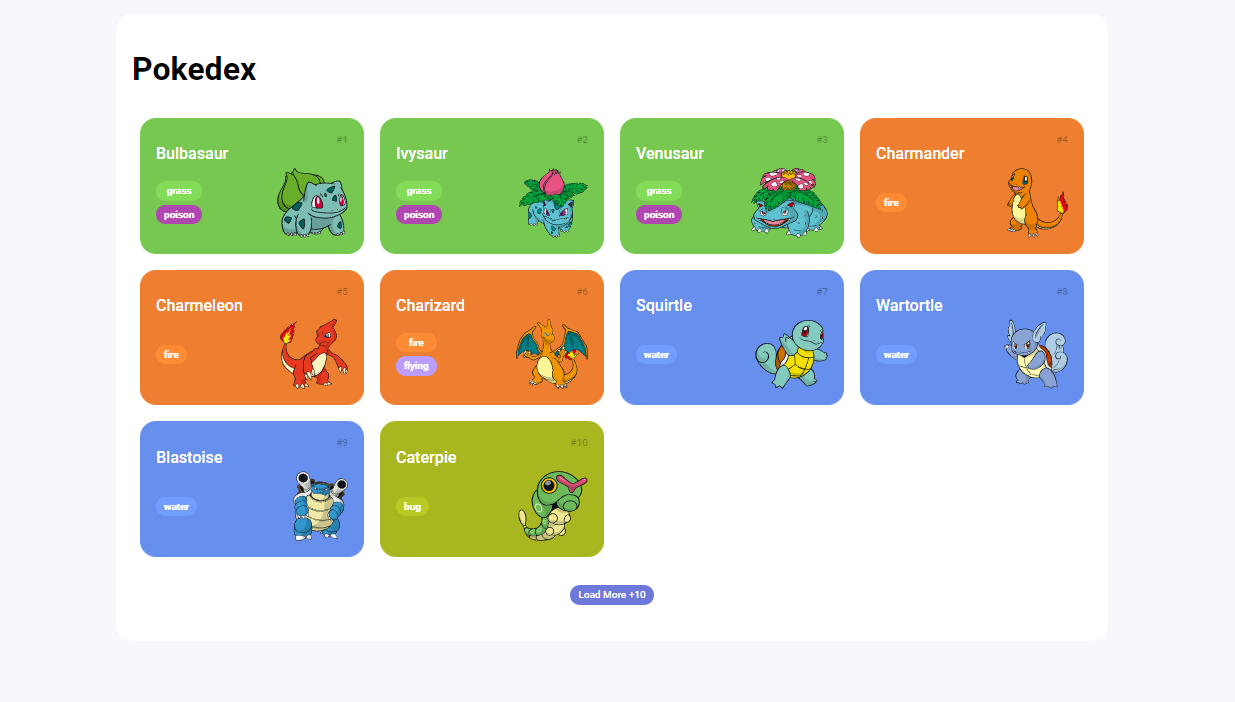 Pokedex
#1
Bulbasaur
grass
poison
#2
Ivysaur
grass
poison
#3
Venusaur
grass
poison
#4
Charmander
fire
#5
Charmeleon
fire
#6
Charizard
fire
flying
#7
Squirtle
water
#8
Wartortle
water
#9
Blastoise
water
#10
Caterpie
bug
Load More +10